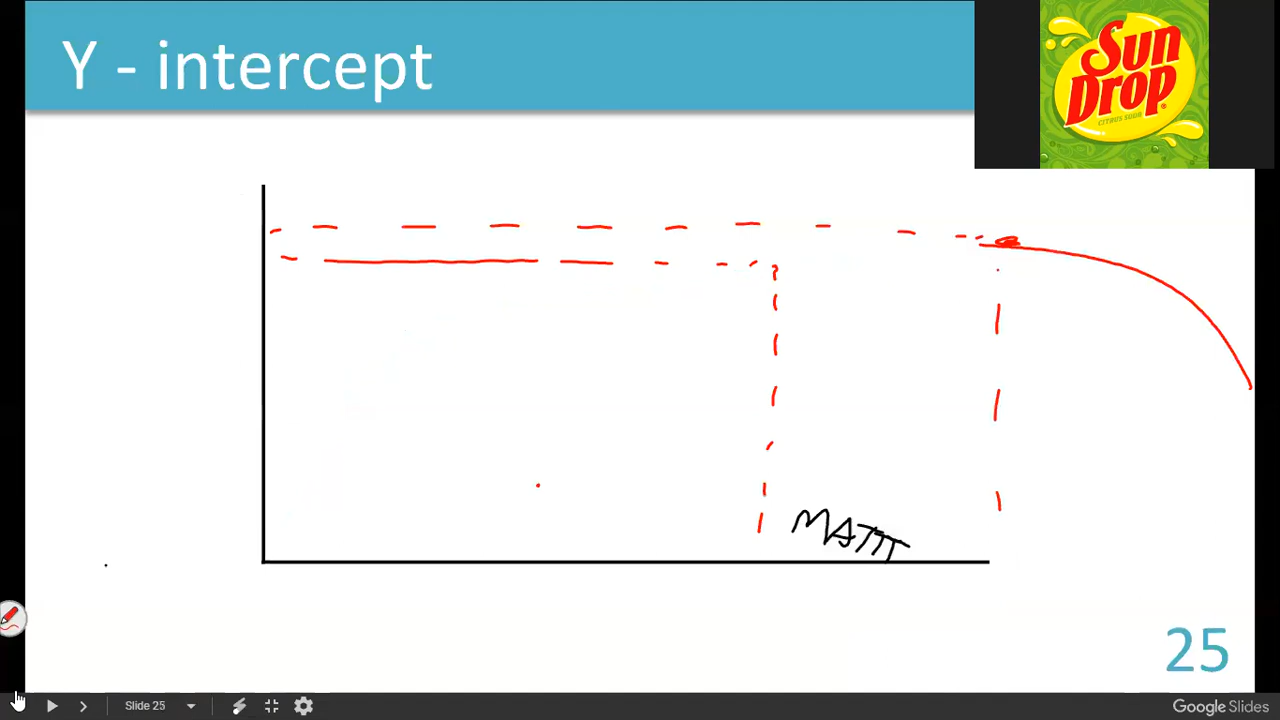 Y - intercept
Sun
Drop®
CITRUS SODA
MATTT
25
Slide 25
Google Slides